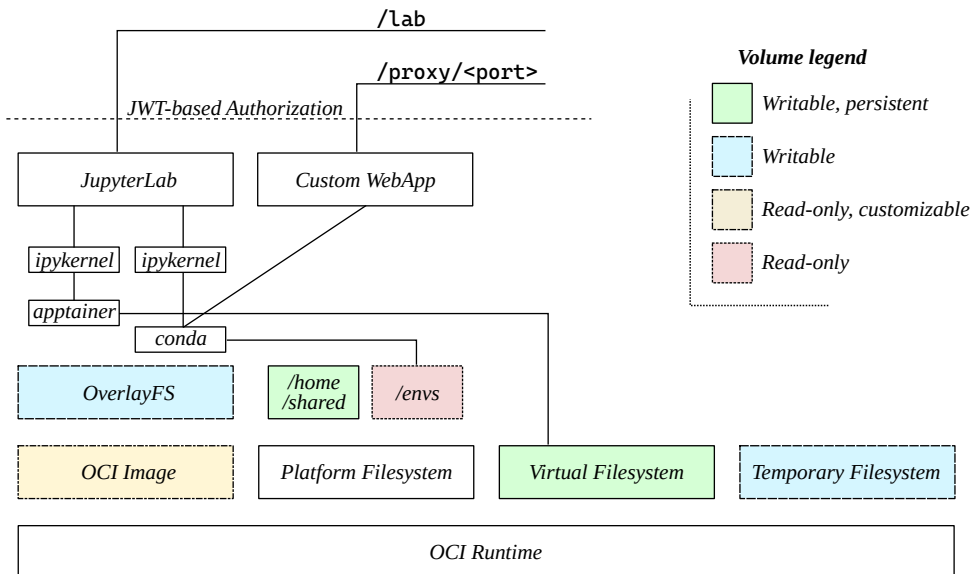 /lab
/proxy/<port>
JWT-based Authorization
Volume legend
Writable, persistent
Writable
Read-only, customizable
Read-only
JupyterLab
Custom WebApp
ipykernel
ipykernel
apptainer
conda
OverlayFS
/home
/shared
/envs
OCI Image
Platform Filesystem
Virtual Filesystem
Temporary Filesystem
OCI Runtime